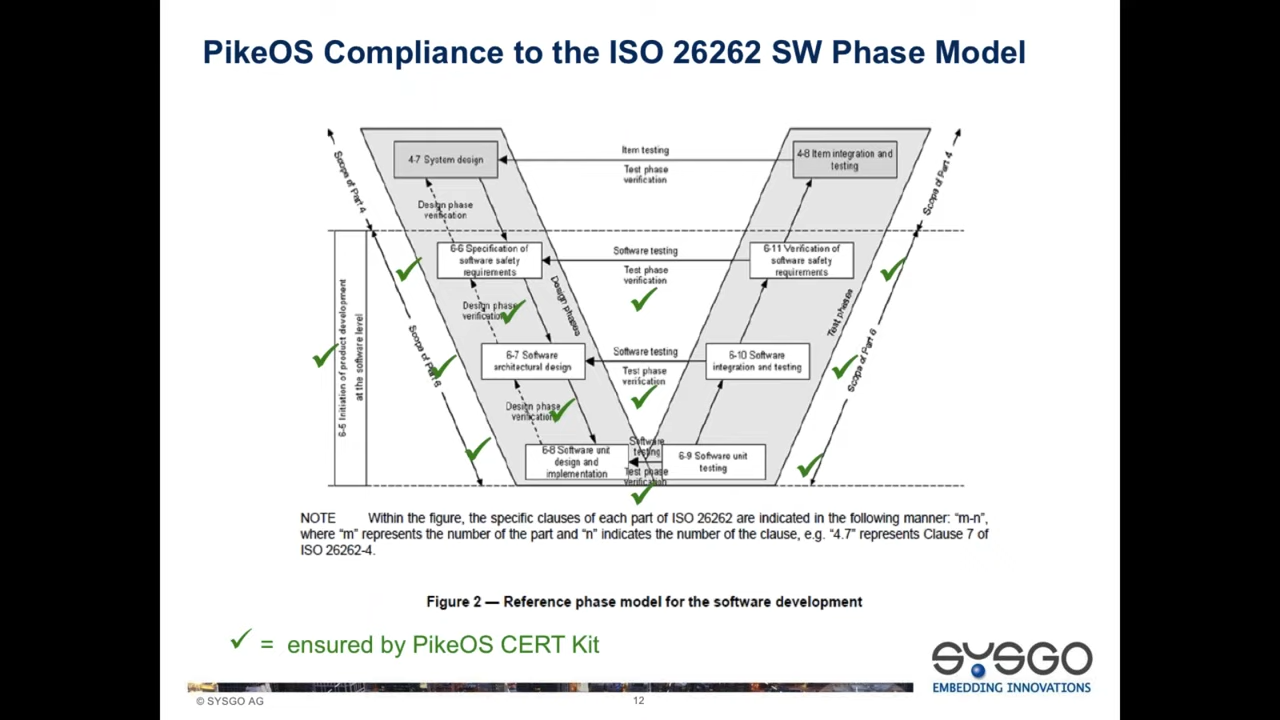 PikeOS Compliance to the ISO 26262 SW Phase Model
Scope of Part 4
4-7 System design
Item testing
Test phase
verification
4-8 Item integration and
testing
Scope of Part 4
Design phase
verification
6-6 Specification of
software safety
requirements
Software testing
Test phase
verification
6-11 Verification of
software safety
requirements
6-5 Initiation of product development
at the software level
Design phase
verification
Design phases
Test phases
Scope of Part 6
6-7 Software
architectural design
Software testing
Test phase
verification
6-10 Software
integration and testing
Scope of Part 6
Design phase
verification
6-8 Software unit
design and
implementation
Software
testing
Test phase
verification
6-9 Software unit
testing
NOTE Within the figure, the specific clauses of each part of ISO 26262 are indicated in the following manner: “m-n”,
where “m” represents the number of the part and “n” indicates the number of the clause, e.g. “4.7” represents Clause 7 of
ISO 26262-4.
Figure 2 — Reference phase model for the software development
✓ = ensured by PikeOS CERT Kit
SYSGO
EMBEDDING INNOVATIONS
© SYSGO AG
12